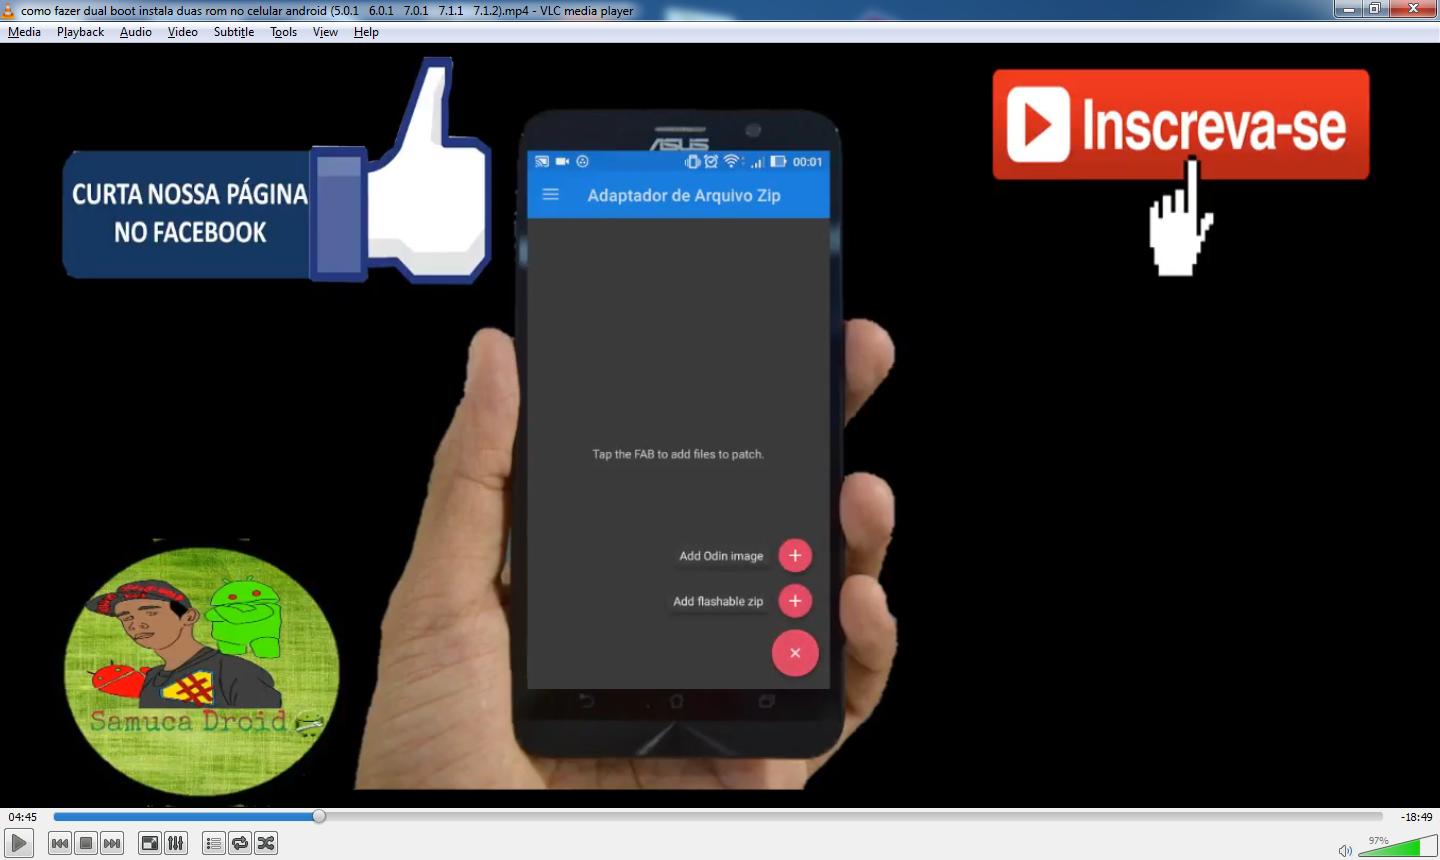 como fazer dual boot instala duas rom no celular android (5.0.1   6.0.1   7.0.1   7.1.1   7.1.2).mp4 - VLC media player
Media Playback Audio Video Subtitle Tools View Help
CURTA NOSSA PÁGINA
NO FACEBOOK
Inscreva-se
ASUS
00:01
Adaptador de Arquivo Zip
Tap the FAB to add files to patch.
Add Odin image
Add flashable zip
Samuca Droid
04:45
-18:49
97%